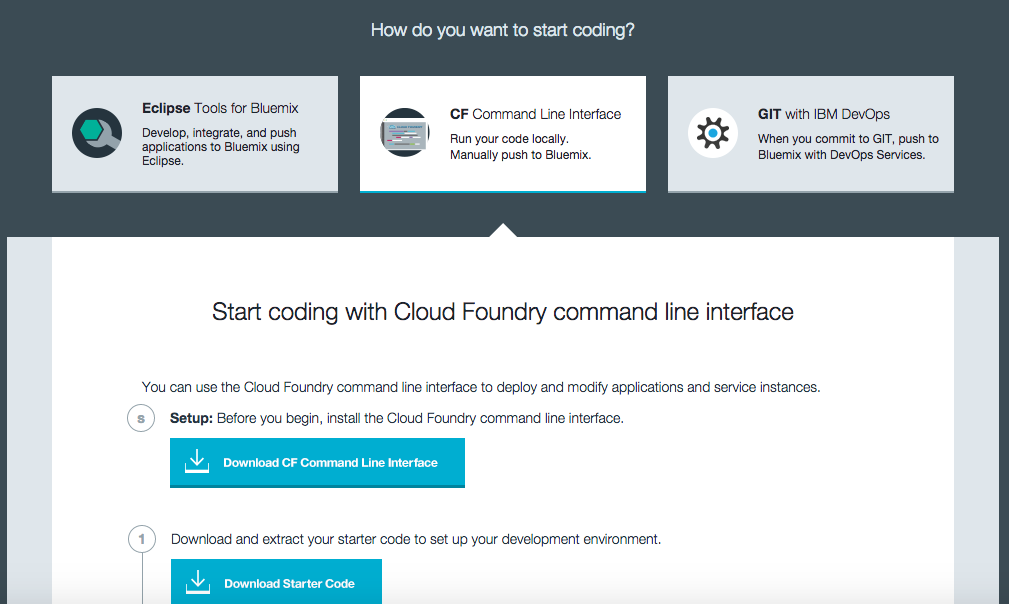 How do you want to start coding?
Eclipse Tools for Bluemix
Develop, integrate, and push
applications to Bluemix using
Eclipse.
CF Command Line Interface
Run your code locally.
Manually push to Bluemix.
GIT with IBM DevOps
When you commit to GIT, push to
Bluemix with DevOps Services.
Start coding with Cloud Foundry command line interface
You can use the Cloud Foundry command line interface to deploy and modify applications and service instances.
s Setup: Before you begin, install the Cloud Foundry command line interface.
Download CF Command Line Interface
1 Download and extract your starter code to set up your development environment.
Download Starter Code